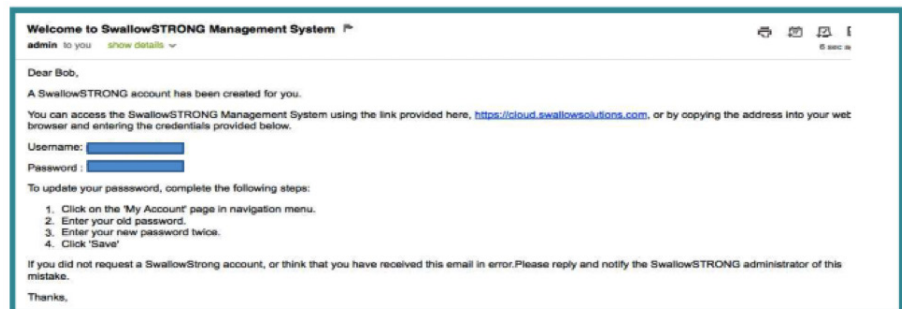 Welcome to SwallowSTRONG Management System
admin to you show details
6 sec
Dear Bob,
A SwallowSTRONG account has been created for you.
You can access the SwallowSTRONG Management System using the link provided here, https://cloud.swallowsolutions.com, or by copying the address into your web
browser and entering the credentials provided below.
Username:
Password :
To update your passsword, complete the following steps:
1. Click on the 'My Account' page in navigation menu.
2. Enter your old password.
3. Enter your new password twice.
4. Click 'Save'
If you did not request a SwallowStrong account, or think that you have received this email in error.Please reply and notify the SwallowSTRONG administrator of this
mistake.
Thanks,